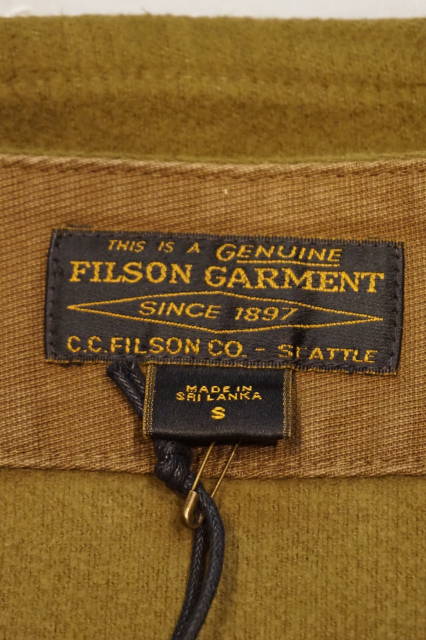 THIS IS A GENUINE
FILSON GARMENT
SINCE 1897
C.C. FILSON CO. - SEATTLE
MADE IN
SRI LANKA
S